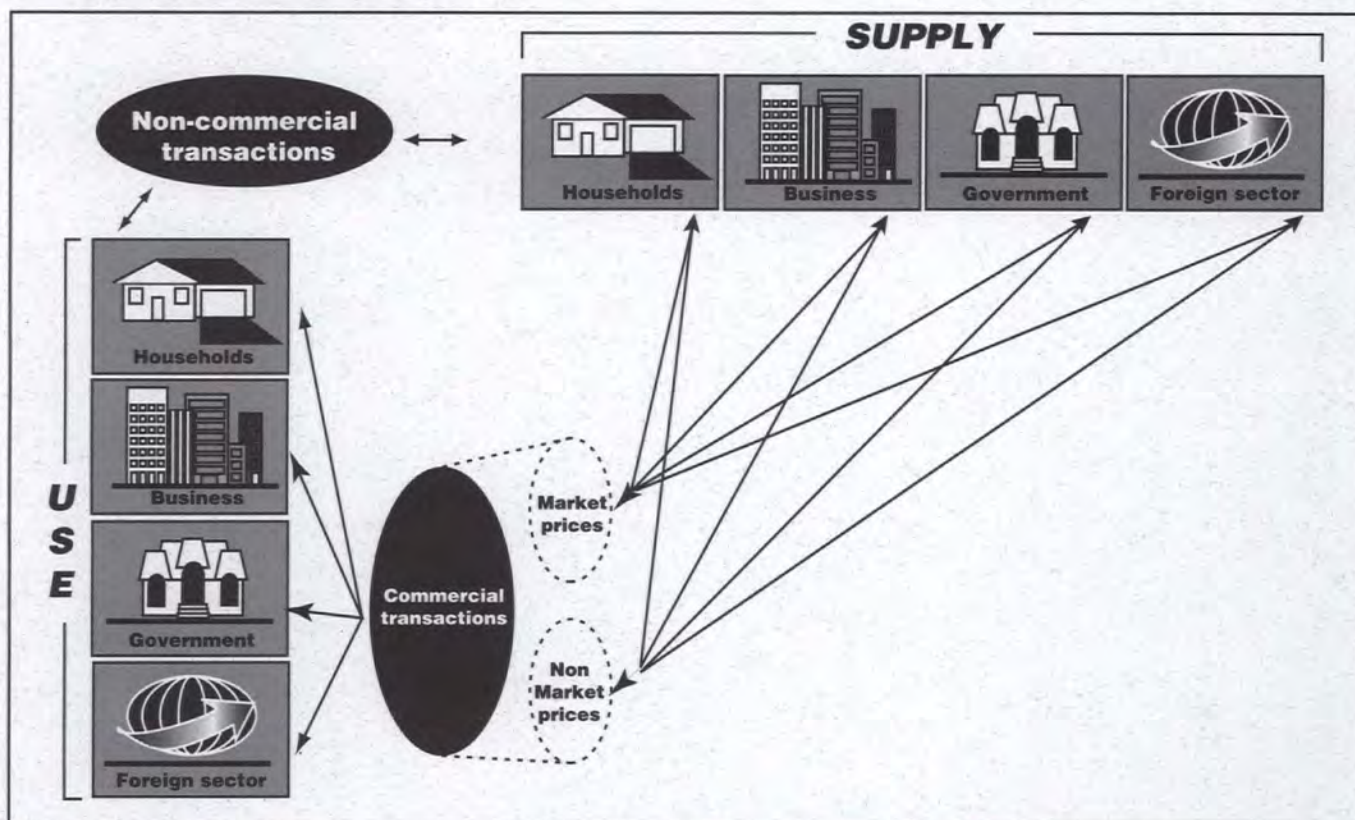 SUPPLY
Non-commercial
transactions
Households
Business
Government
Foreign sector
USE
Households
Business
Government
Foreign sector
Commercial
transactions
Market
prices
Non
Market
prices